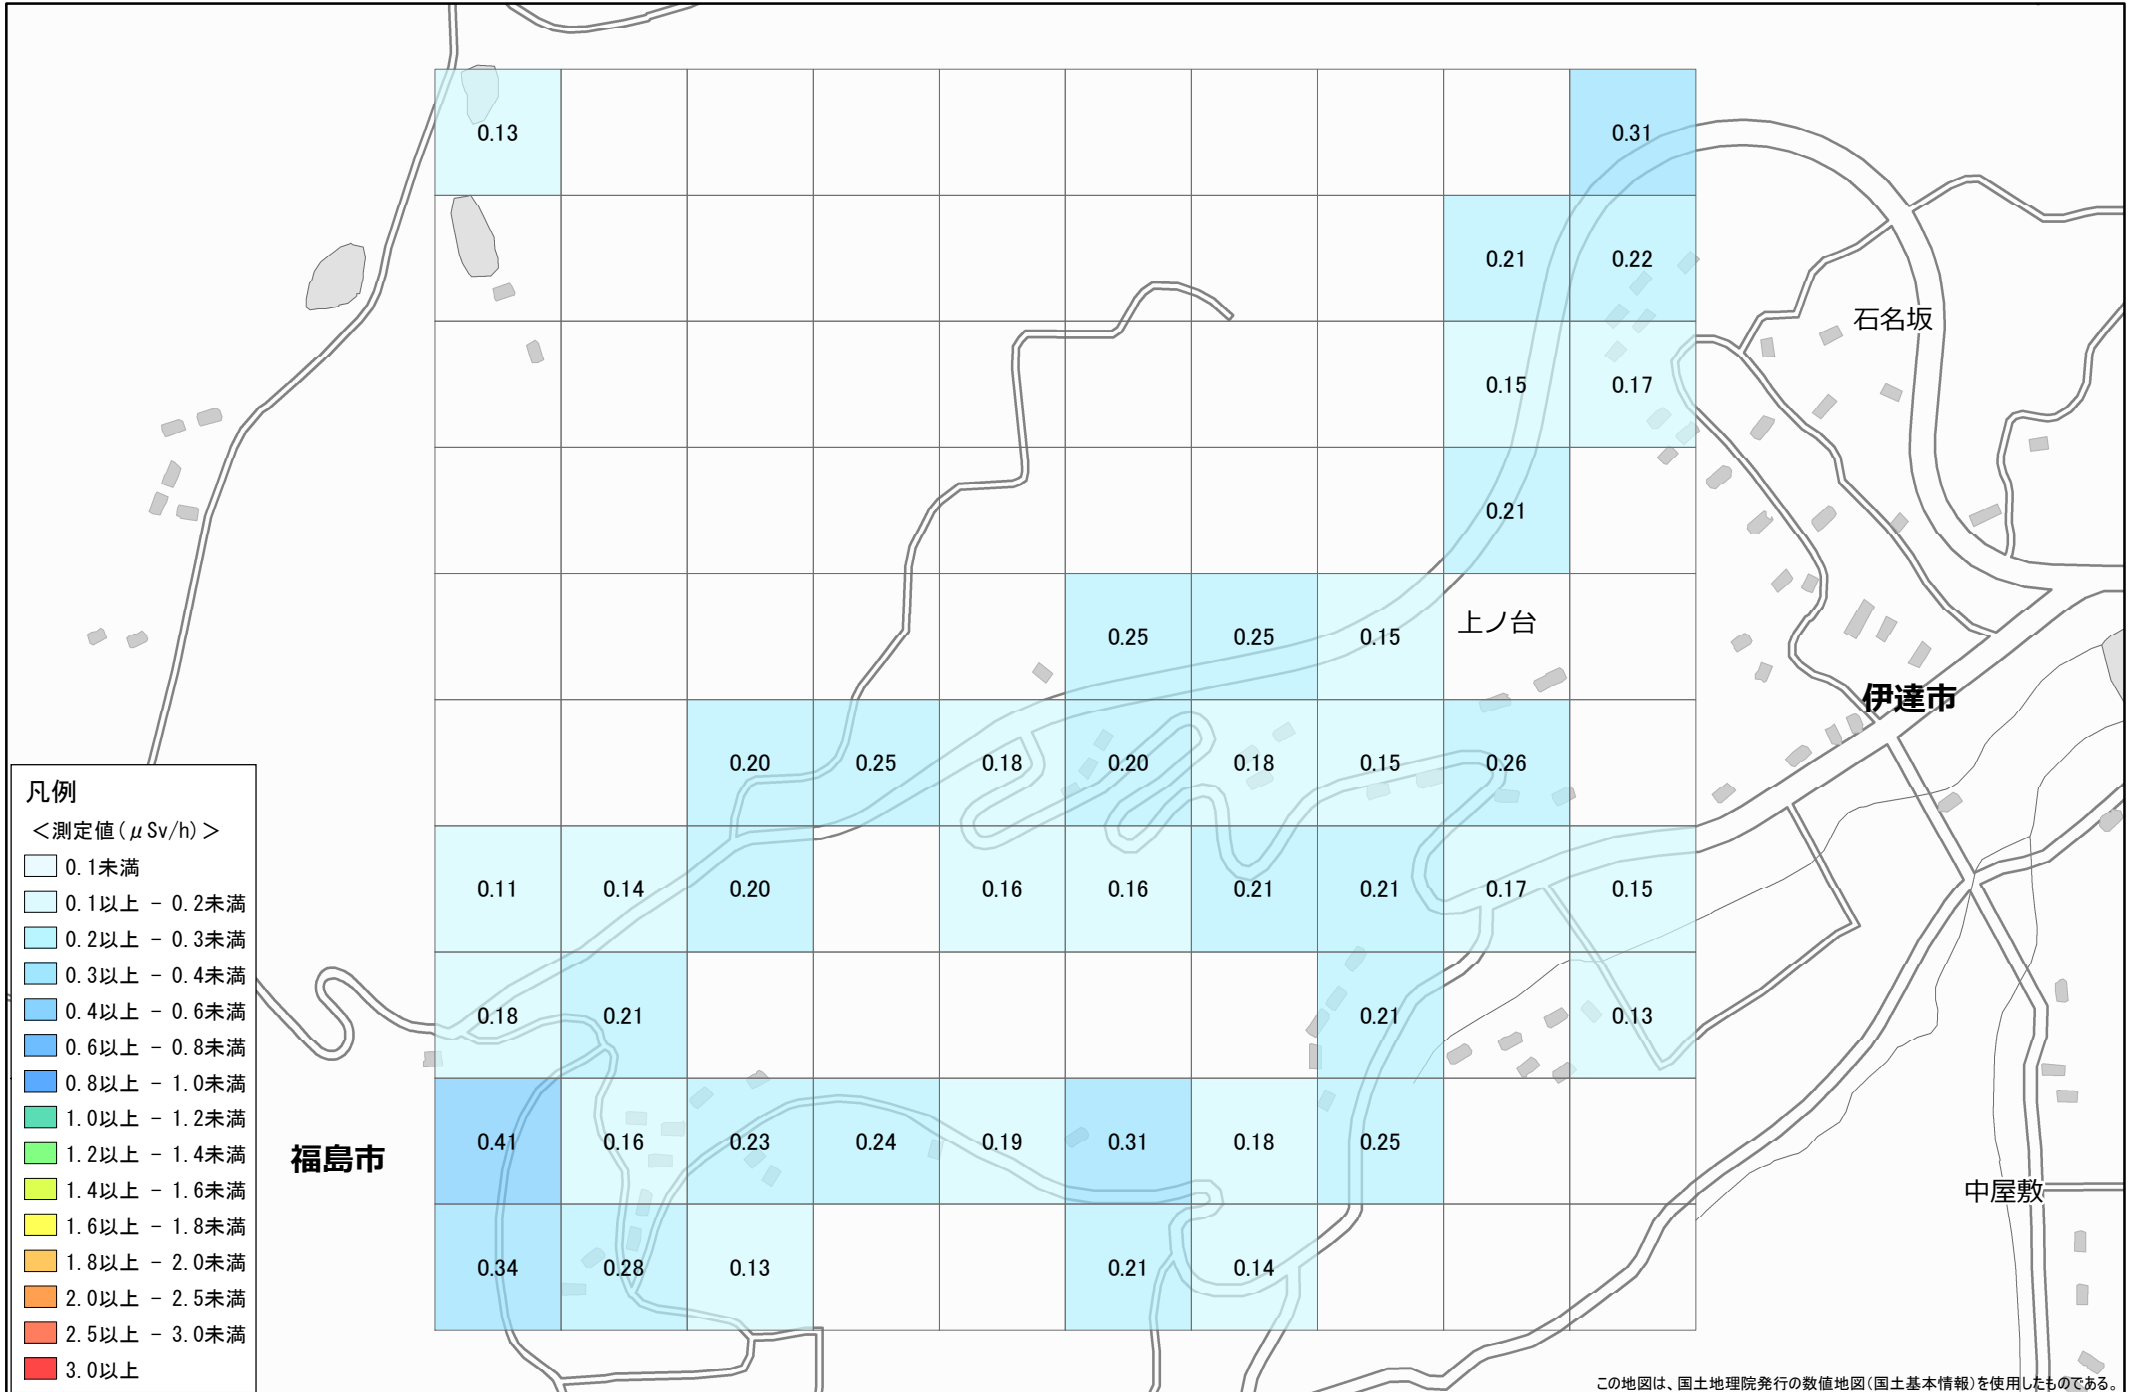 0.13 0.31
0.21 0.22
石名坂
0.15 0.17
0.21
0.25 0.25 0.15 上ノ台
伊達市
0.20 0.25 0.18 0.20 0.18 0.15 0.26
0.11 0.14 0.20 0.16 0.16 0.21 0.21 0.17 0.15
0.18 0.21 0.21 0.13
0.41 0.16 0.23 0.24 0.19 0.31 0.18 0.25
福島市
中屋敷
0.34 0.28 0.13 0.21 0.14
凡例
＜測定値(μSv/h)＞
0.1未満
0.1以上 - 0.2未満
0.2以上 - 0.3未満
0.3以上 - 0.4未満
0.4以上 - 0.6未満
0.6以上 - 0.8未満
0.8以上 - 1.0未満
1.0以上 - 1.2未満
1.2以上 - 1.4未満
1.4以上 - 1.6未満
1.6以上 - 1.8未満
1.8以上 - 2.0未満
2.0以上 - 2.5未満
2.5以上 - 3.0未満
3.0以上
この地図は、国土地理院発行の数値地図(国土基本情報)を使用したものである。